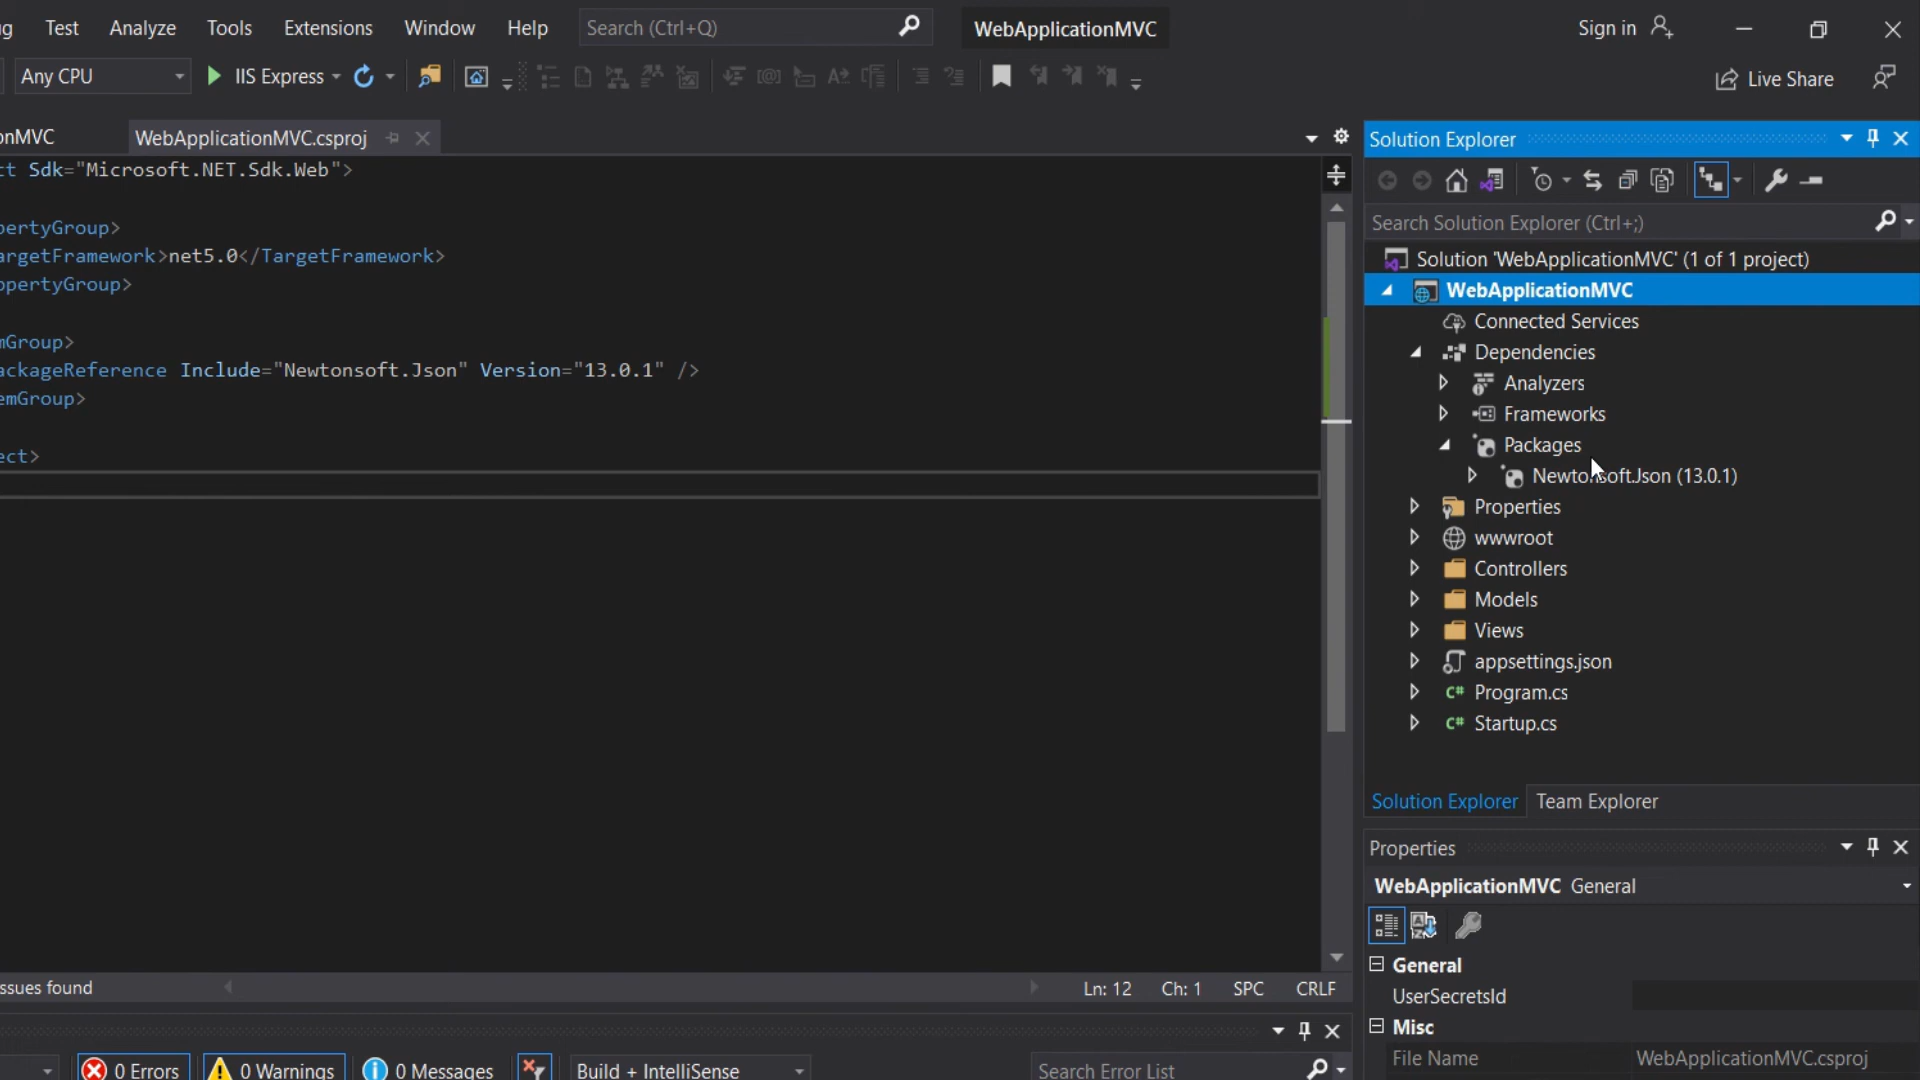 g Test Analyze Tools Extensions Window Help Search (Ctrl+Q) WebApplicationMVC Sign in
Any CPU IIS Express Live Share
onMVC WebApplicationMVC.csproj
ct Sdk="Microsoft.NET.Sdk.Web">
pertyGroup>
argetFramework>net5.0</TargetFramework>
opertyGroup>
mGroup>
ackageReference Include="Newtonsoft.Json" Version="13.0.1" />
emGroup>
ect>
ssues found Ln: 12 Ch: 1 SPC CRLF
0 Errors 0 Warnings 0 Messages Build + IntelliSense Search Error List
Solution Explorer
Search Solution Explorer (Ctrl+;)
Solution 'WebApplicationMVC' (1 of 1 project)
WebApplicationMVC
Connected Services
Dependencies
Analyzers
Frameworks
Packages
Newtonsoft.Json (13.0.1)
Properties
wwwroot
Controllers
Models
Views
appsettings.json
C# Program.cs
C# Startup.cs
Solution Explorer Team Explorer
Properties
WebApplicationMVC General
General
UserSecretsId
Misc
File Name WebApplicationMVC.csproj